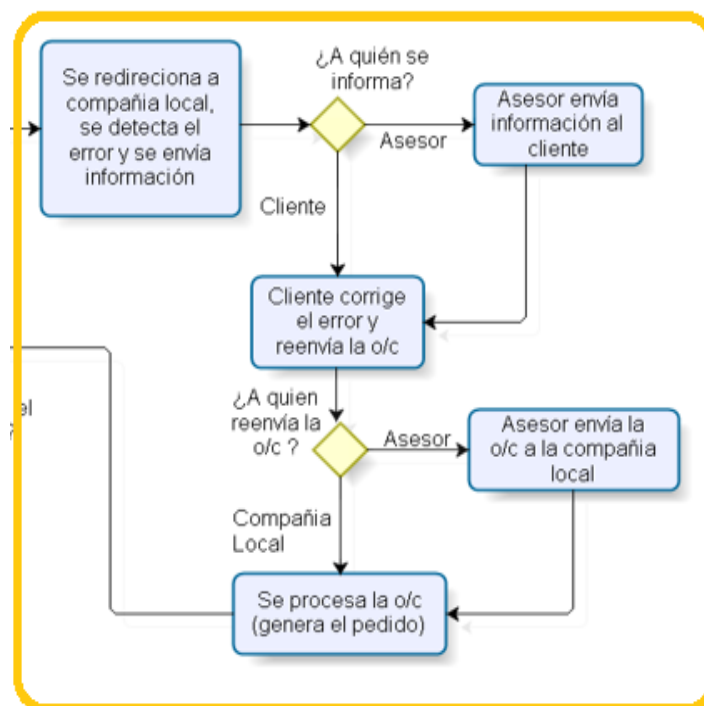 Se redireciona a
compañia local,
se detecta el
error y se envía
información
¿A quién se
informa?
Asesor
Asesor envía
información al
cliente
Cliente
Cliente corrige
el error y
reenvía la o/c
¿A quien
reenvía la
o/c ?
Asesor
Asesor envía la
o/c a la compañia
local
Compañia
Local
Se procesa la o/c
(genera el pedido)